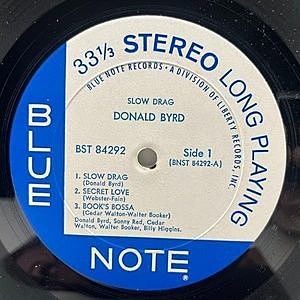 33 1/3 STEREO LONG PLAYING
BLUE NOTE RECORDS • A DIVISION OF LIBERTY RECORDS, INC.
SLOW DRAG
DONALD BYRD
BST 84292
Side 1
(BNST 84292-A)
1. SLOW DRAG
(Donald Byrd)
2. SECRET LOVE
(Webster-Fain)
3. BOOK'S BOSSA
(Cedar Walton-Walter Booker)
Donald Byrd, Sonny Red, Cedar
Walton, Walter Booker, Billy Higgins.
BLUE
NOTE